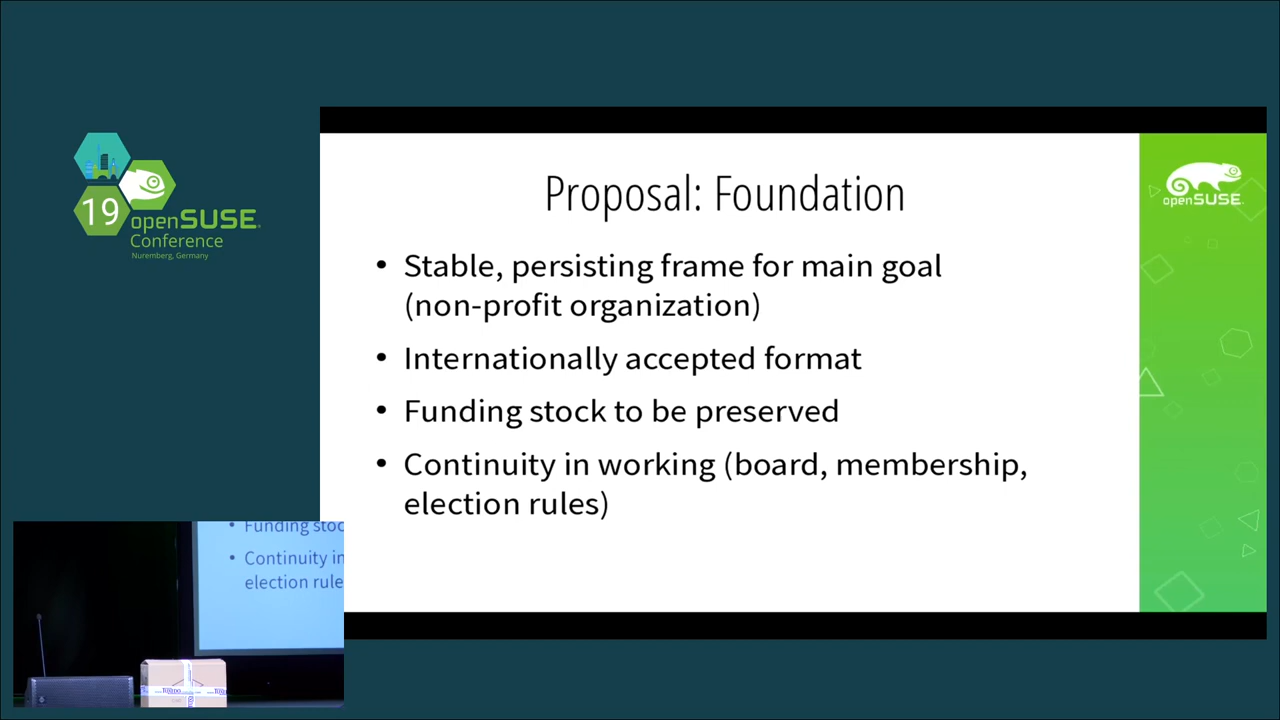 19
openSUSE
Conference
Nuremberg, Germany
Proposal: Foundation
openSUSE
• Stable, persisting frame for main goal
(non-profit organization)
• Internationally accepted format
• Funding stock to be preserved
• Continuity in working (board, membership,
election rules)
• Funding stoc
• Continuity in
election rule